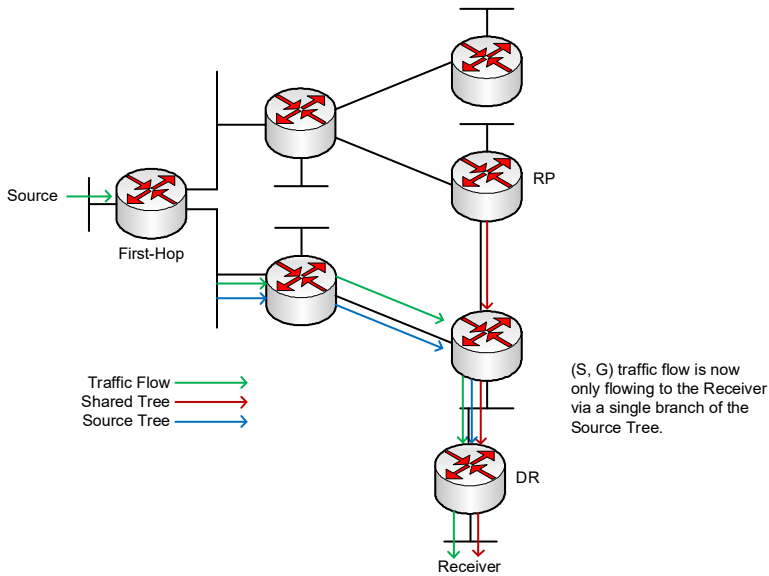 RP
Source
First-Hop
Traffic Flow
Shared Tree
Source Tree
(S, G) traffic flow is now
only flowing to the Receiver
via a single branch of the
Source Tree.
DR
Receiver